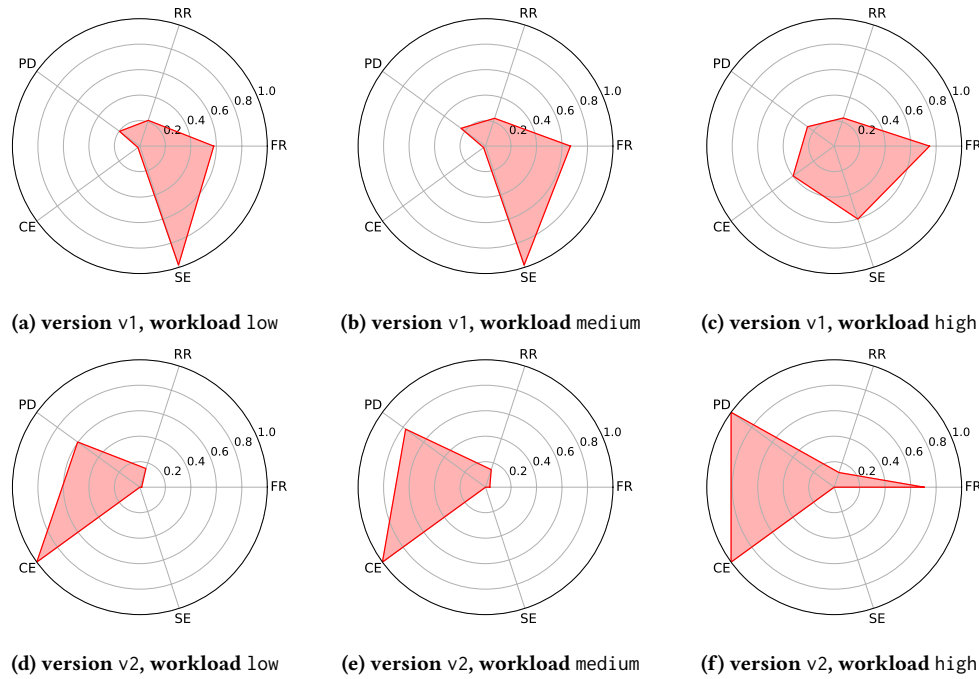 RR
PD
1.0
0.8
0.6
0.4
0.2
FR
CE
SE
(a) version v1, workload low
RR
PD
1.0
0.8
0.6
0.4
0.2
FR
CE
SE
(b) version v1, workload medium
RR
PD
1.0
0.8
0.6
0.4
0.2
FR
CE
SE
(c) version v1, workload high
RR
PD
1.0
0.8
0.6
0.4
0.2
FR
CE
SE
(d) version v2, workload low
RR
PD
1.0
0.8
0.6
0.4
0.2
FR
CE
SE
(e) version v2, workload medium
RR
PD
1.0
0.8
0.6
0.4
0.2
FR
CE
SE
(f) version v2, workload high